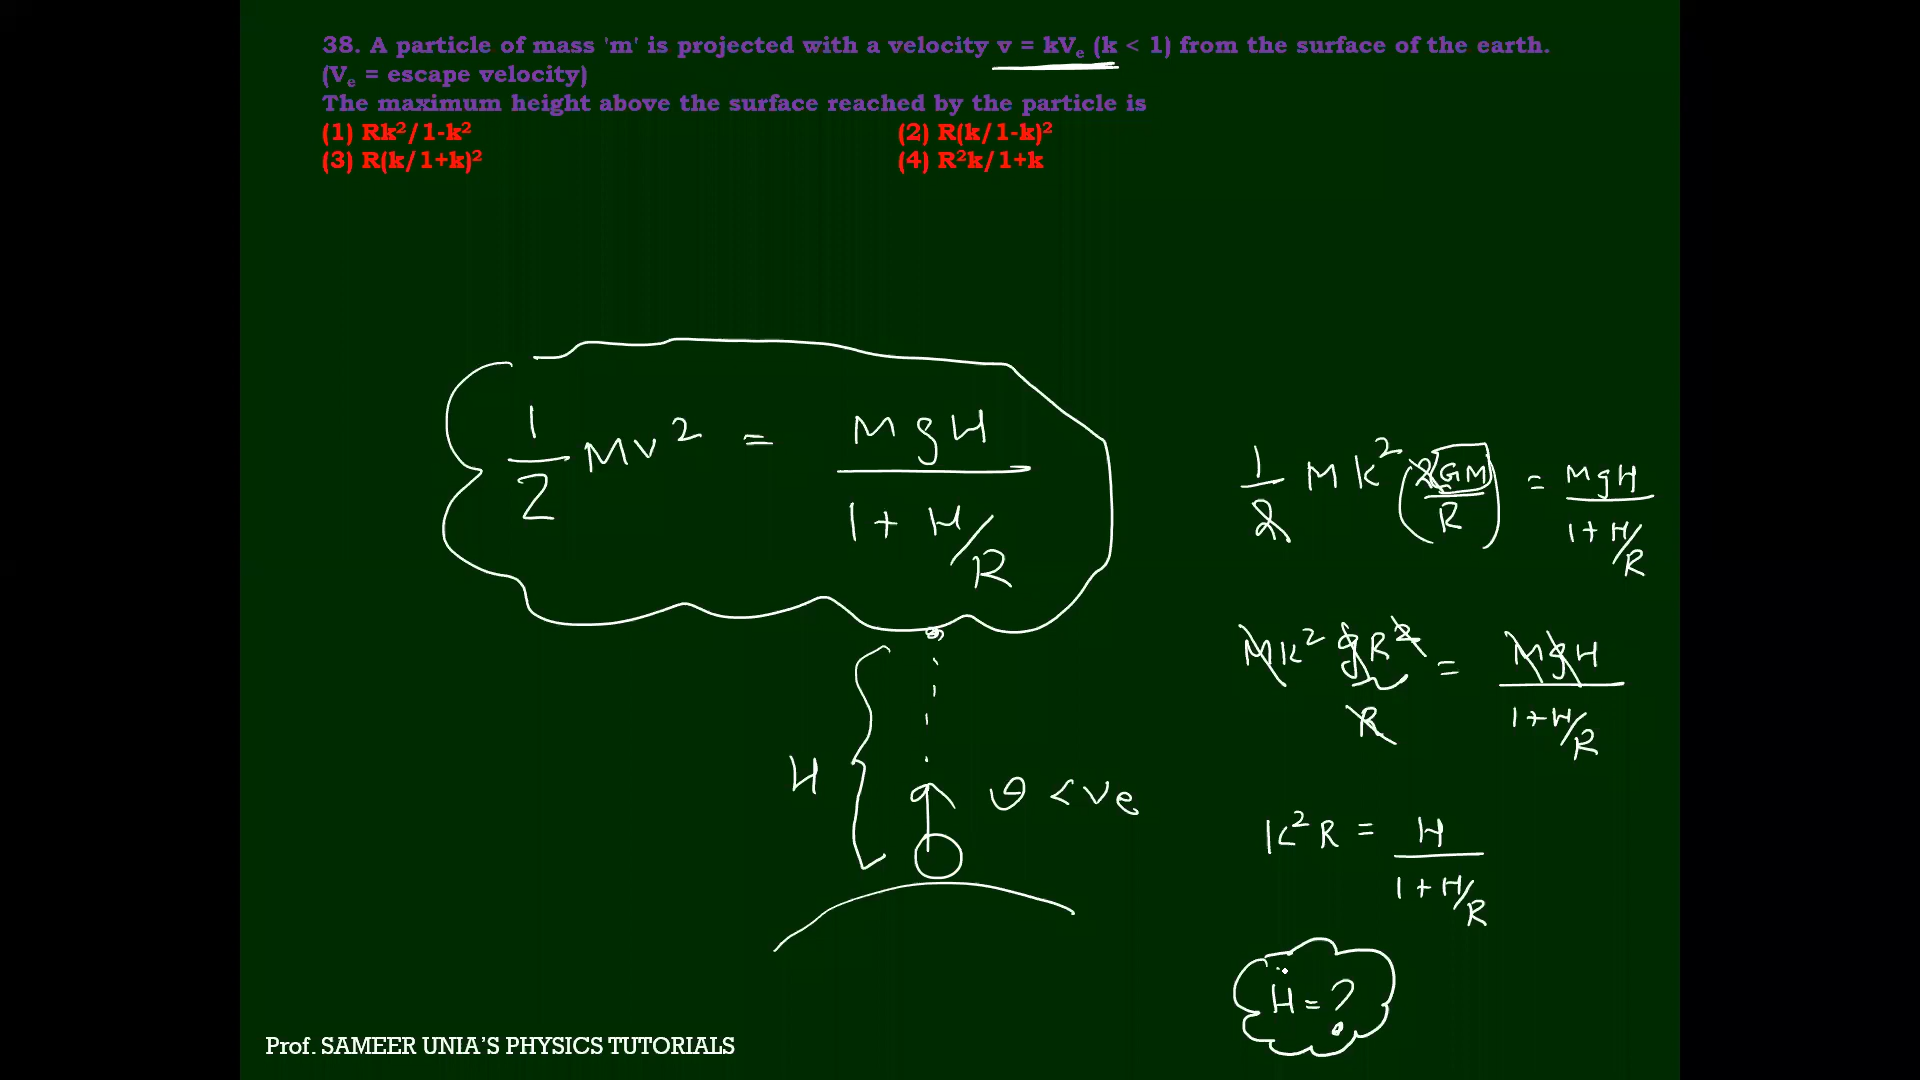 38. A particle of mass 'm' is projected with a velocity v = kVₑ (k < 1) from the surface of the earth.
(Vₑ = escape velocity)
The maximum height above the surface reached by the particle is
(1) Rk²/1-k² (2) R(k/1-k)²
(3) R(k/1+k)² (4) R²k/1+k
1/2 Mv² = MgH / (1 + H/R)
H
v < ve
1/2 M K² (2GM/R) = MgH / (1 + H/R)
MK² gR² / R = MgH / (1 + H/R)
K²R = H / (1 + H/R)
H = ?
Prof. SAMEER UNIA'S PHYSICS TUTORIALS